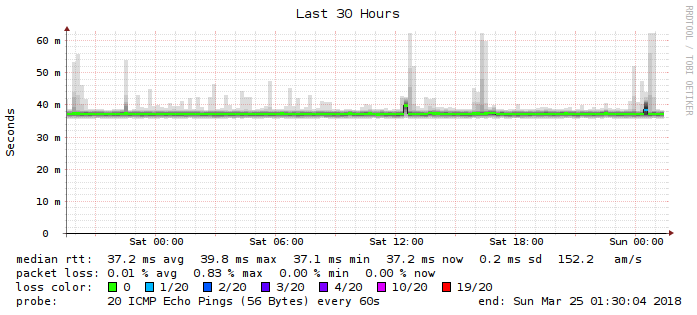 Last 30 Hours
RRDTOOL / TOBI OETIKER
Seconds
60 m
50 m
40 m
30 m
20 m
10 m
0
Sat 00:00 Sat 06:00 Sat 12:00 Sat 18:00 Sun 00:00
median rtt: 37.2 ms avg 39.8 ms max 37.1 ms min 37.2 ms now 0.2 ms sd 152.2 am/s
packet loss: 0.01 % avg 0.83 % max 0.00 % min 0.00 % now
loss color: 0 1/20 2/20 3/20 4/20 10/20 19/20
probe: 20 ICMP Echo Pings (56 Bytes) every 60s end: Sun Mar 25 01:30:04 2018